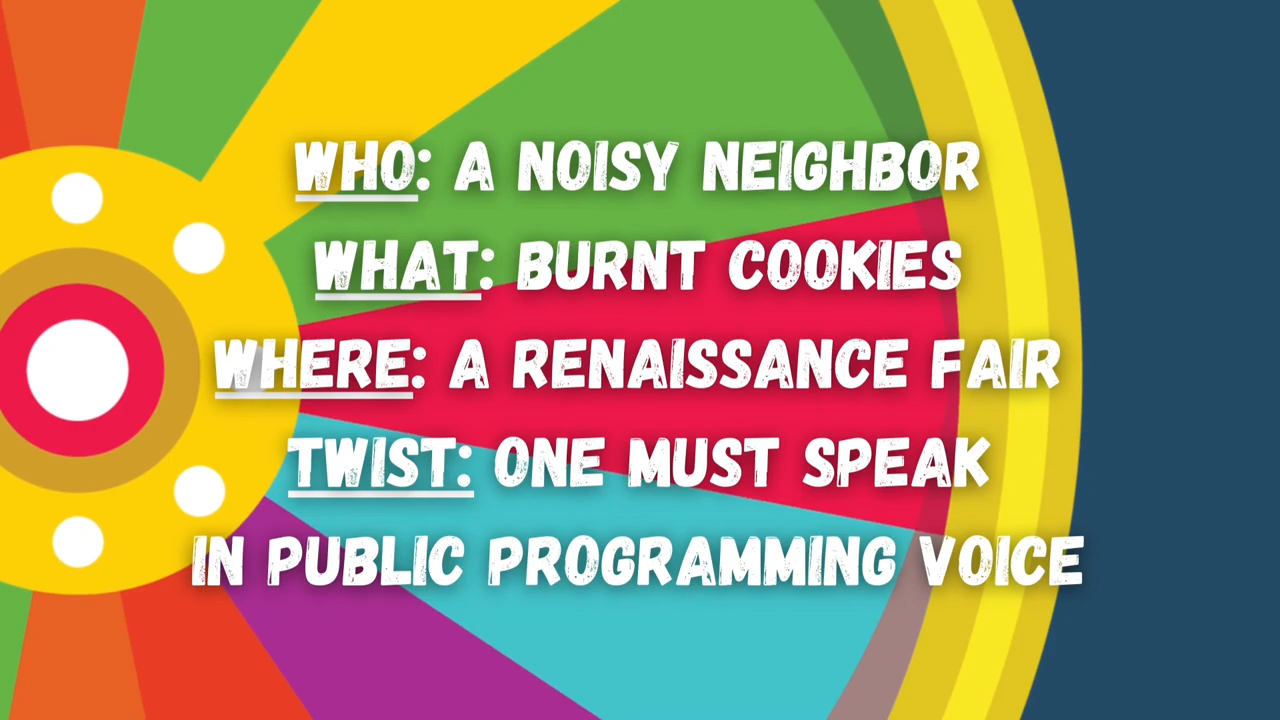 WHO: A NOISY NEIGHBOR
WHAT: BURNT COOKIES
WHERE: A RENAISSANCE FAIR
TWIST: ONE MUST SPEAK
IN PUBLIC PROGRAMMING VOICE